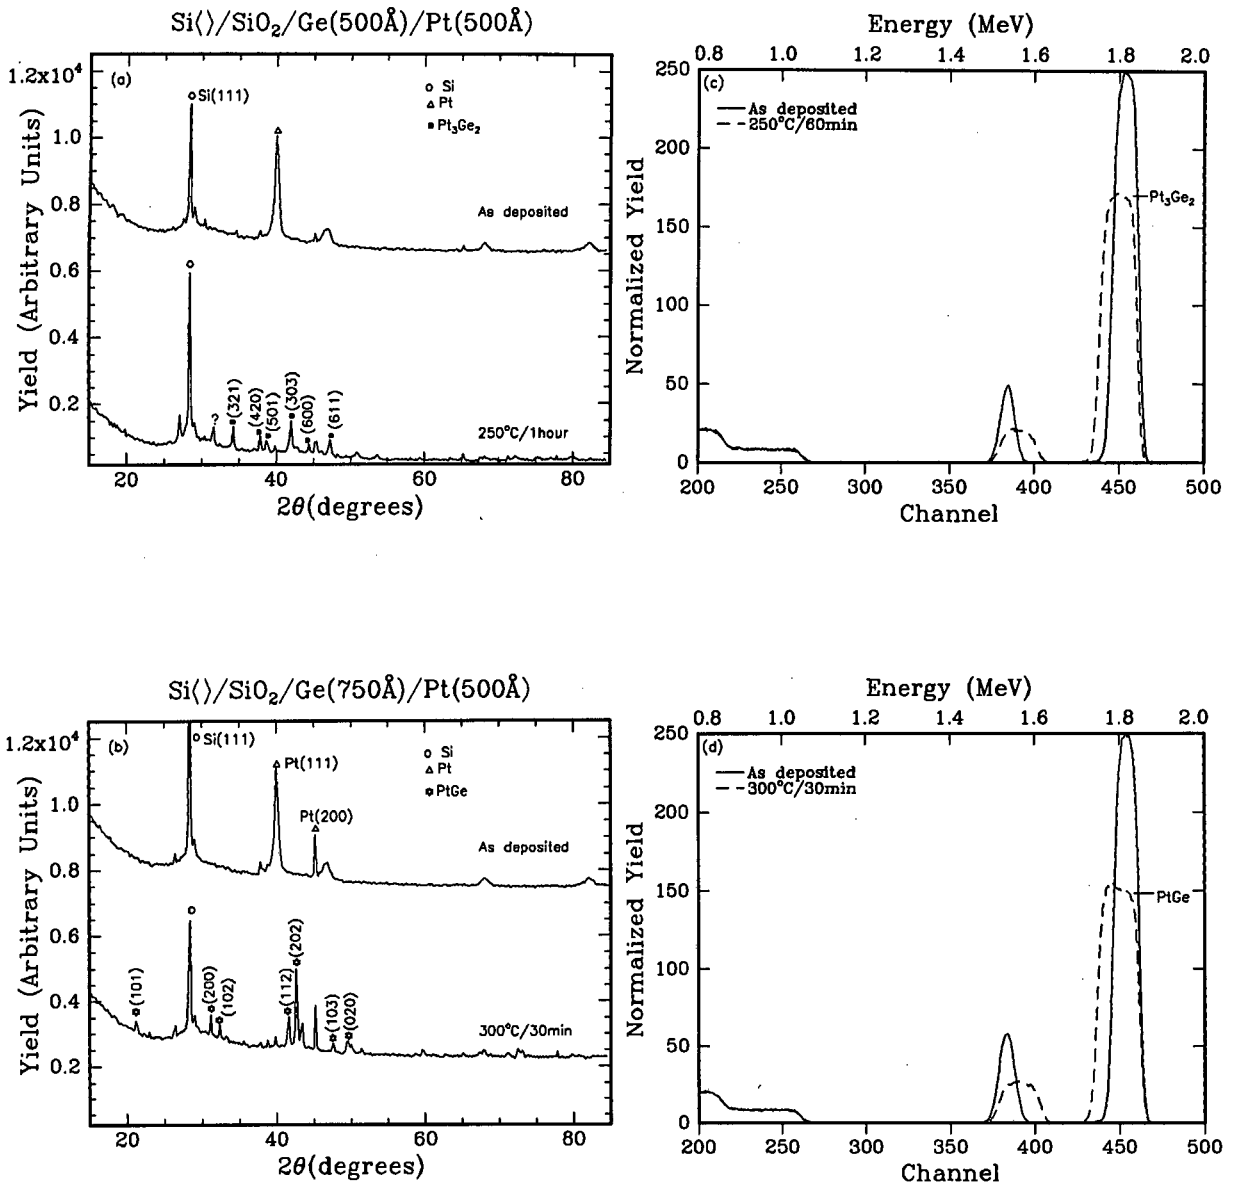 Si⟨⟩/SiO₂/Ge(500Å)/Pt(500Å)
1.2x10⁴
1.0
0.8
0.6
0.4
0.2
Yield (Arbitrary Units)
(a)
○ Si
△ Pt
■ Pt₃Ge₂
○ Si(111)
△
As deposited
○
?
(321)
(420)
(501)
(303)
(600)
(611)
250°C/1hour
20 40 60 80
2θ(degrees)
Energy (MeV)
0.8 1.0 1.2 1.4 1.6 1.8 2.0
250
200
150
100
50
0
Normalized Yield
(c)
As deposited
250°C/60min
Pt₃Ge₂
200 250 300 350 400 450 500
Channel
Si⟨⟩/SiO₂/Ge(750Å)/Pt(500Å)
1.2x10⁴
1.0
0.8
0.6
0.4
0.2
Yield (Arbitrary Units)
(b)
○ Si
△ Pt
✡ PtGe
○ Si(111)
△ Pt(111)
Pt(200)
△
As deposited
○
(101)
(200)
(102)
(112)
(202)
(103)
(020)
300°C/30min
20 40 60 80
2θ(degrees)
Energy (MeV)
0.8 1.0 1.2 1.4 1.6 1.8 2.0
250
200
150
100
50
0
Normalized Yield
(d)
As deposited
300°C/30min
PtGe
200 250 300 350 400 450 500
Channel